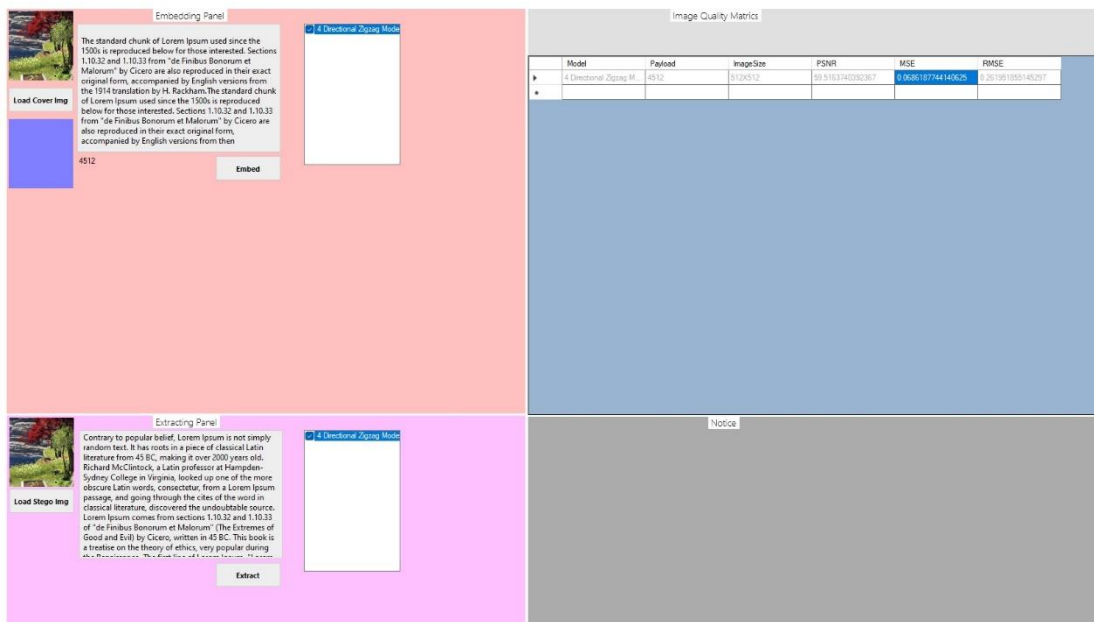 Embedding Panel
The standard chunk of Lorem Ipsum used since the
1500s is reproduced below for those interested. Sections
1.10.32 and 1.10.33 from "de Finibus Bonorum et
Malorum" by Cicero are also reproduced in their exact
original form, accompanied by English versions from
the 1914 translation by H. Rackham.The standard chunk
of Lorem Ipsum used since the 1500s is reproduced
below for those interested. Sections 1.10.32 and 1.10.33
from "de Finibus Bonorum et Malorum" by Cicero are
also reproduced in their exact original form,
accompanied by English versions from then
Load Cover Img
4512
Embed
4 Directional Zigzag Mode
Image Quality Matrics
Model Payload ImageSize PSNR MSE RMSE
4 Directional Zigzag M... 4512 512X512 0.0686187744140625 0.261951855145297
Extracting Panel
Contrary to popular belief, Lorem Ipsum is not simply
random text. It has roots in a piece of classical Latin
literature from 45 BC, making it over 2000 years old.
Richard McClintock, a Latin professor at Hampden-
Sydney College in Virginia, looked up one of the more
obscure Latin words, consectetur, from a Lorem Ipsum
passage, and going through the cites of the word in
classical literature, discovered the undoubtable source.
Lorem Ipsum comes from sections 1.10.32 and 1.10.33
of "de Finibus Bonorum et Malorum" (The Extremes of
Good and Evil) by Cicero, written in 45 BC. This book is
a treatise on the theory of ethics, very popular during
Load Stego Img
Extract
4 Directional Zigzag Mode
Notice